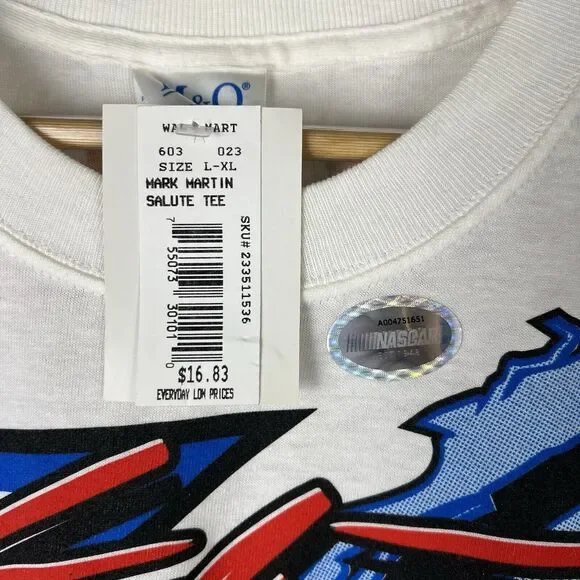 & O®
WAL MART
603 023
SIZE L-XL
MARK MARTIN
SALUTE TEE
SKU# 233511536
7 55073 30101 0
$16.83
EVERYDAY LOW PRICES
A004751651
NASCAR